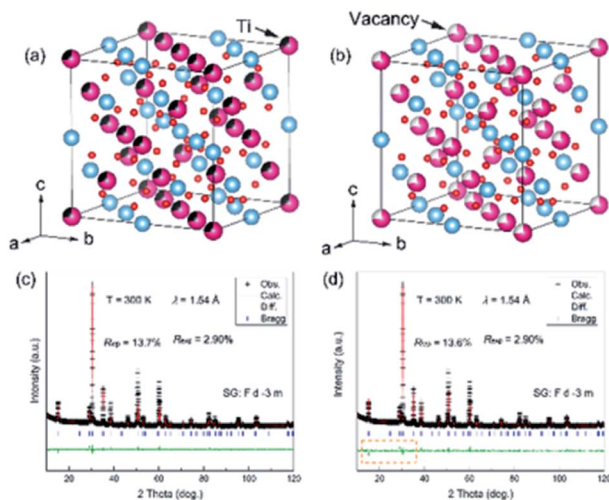 Ti
Vacancy
(a)
(b)
c
a
b
c
a
b
(c)
T = 300 K
λ = 1.54 Å
Obs.
Calc.
Diff.
Bragg
Rwp = 13.7%
Rexp = 2.90%
SG: F d -3 m
Intensity (a.u.)
20
40
60
80
100
120
2 Theta (deg.)
(d)
T = 300 K
λ = 1.54 Å
Obs.
Calc.
Diff.
Bragg
Rwp = 13.6%
Rexp = 2.90%
SG: F d -3 m
Intensity (a.u.)
20
40
60
80
100
120
2 Theta (deg.)